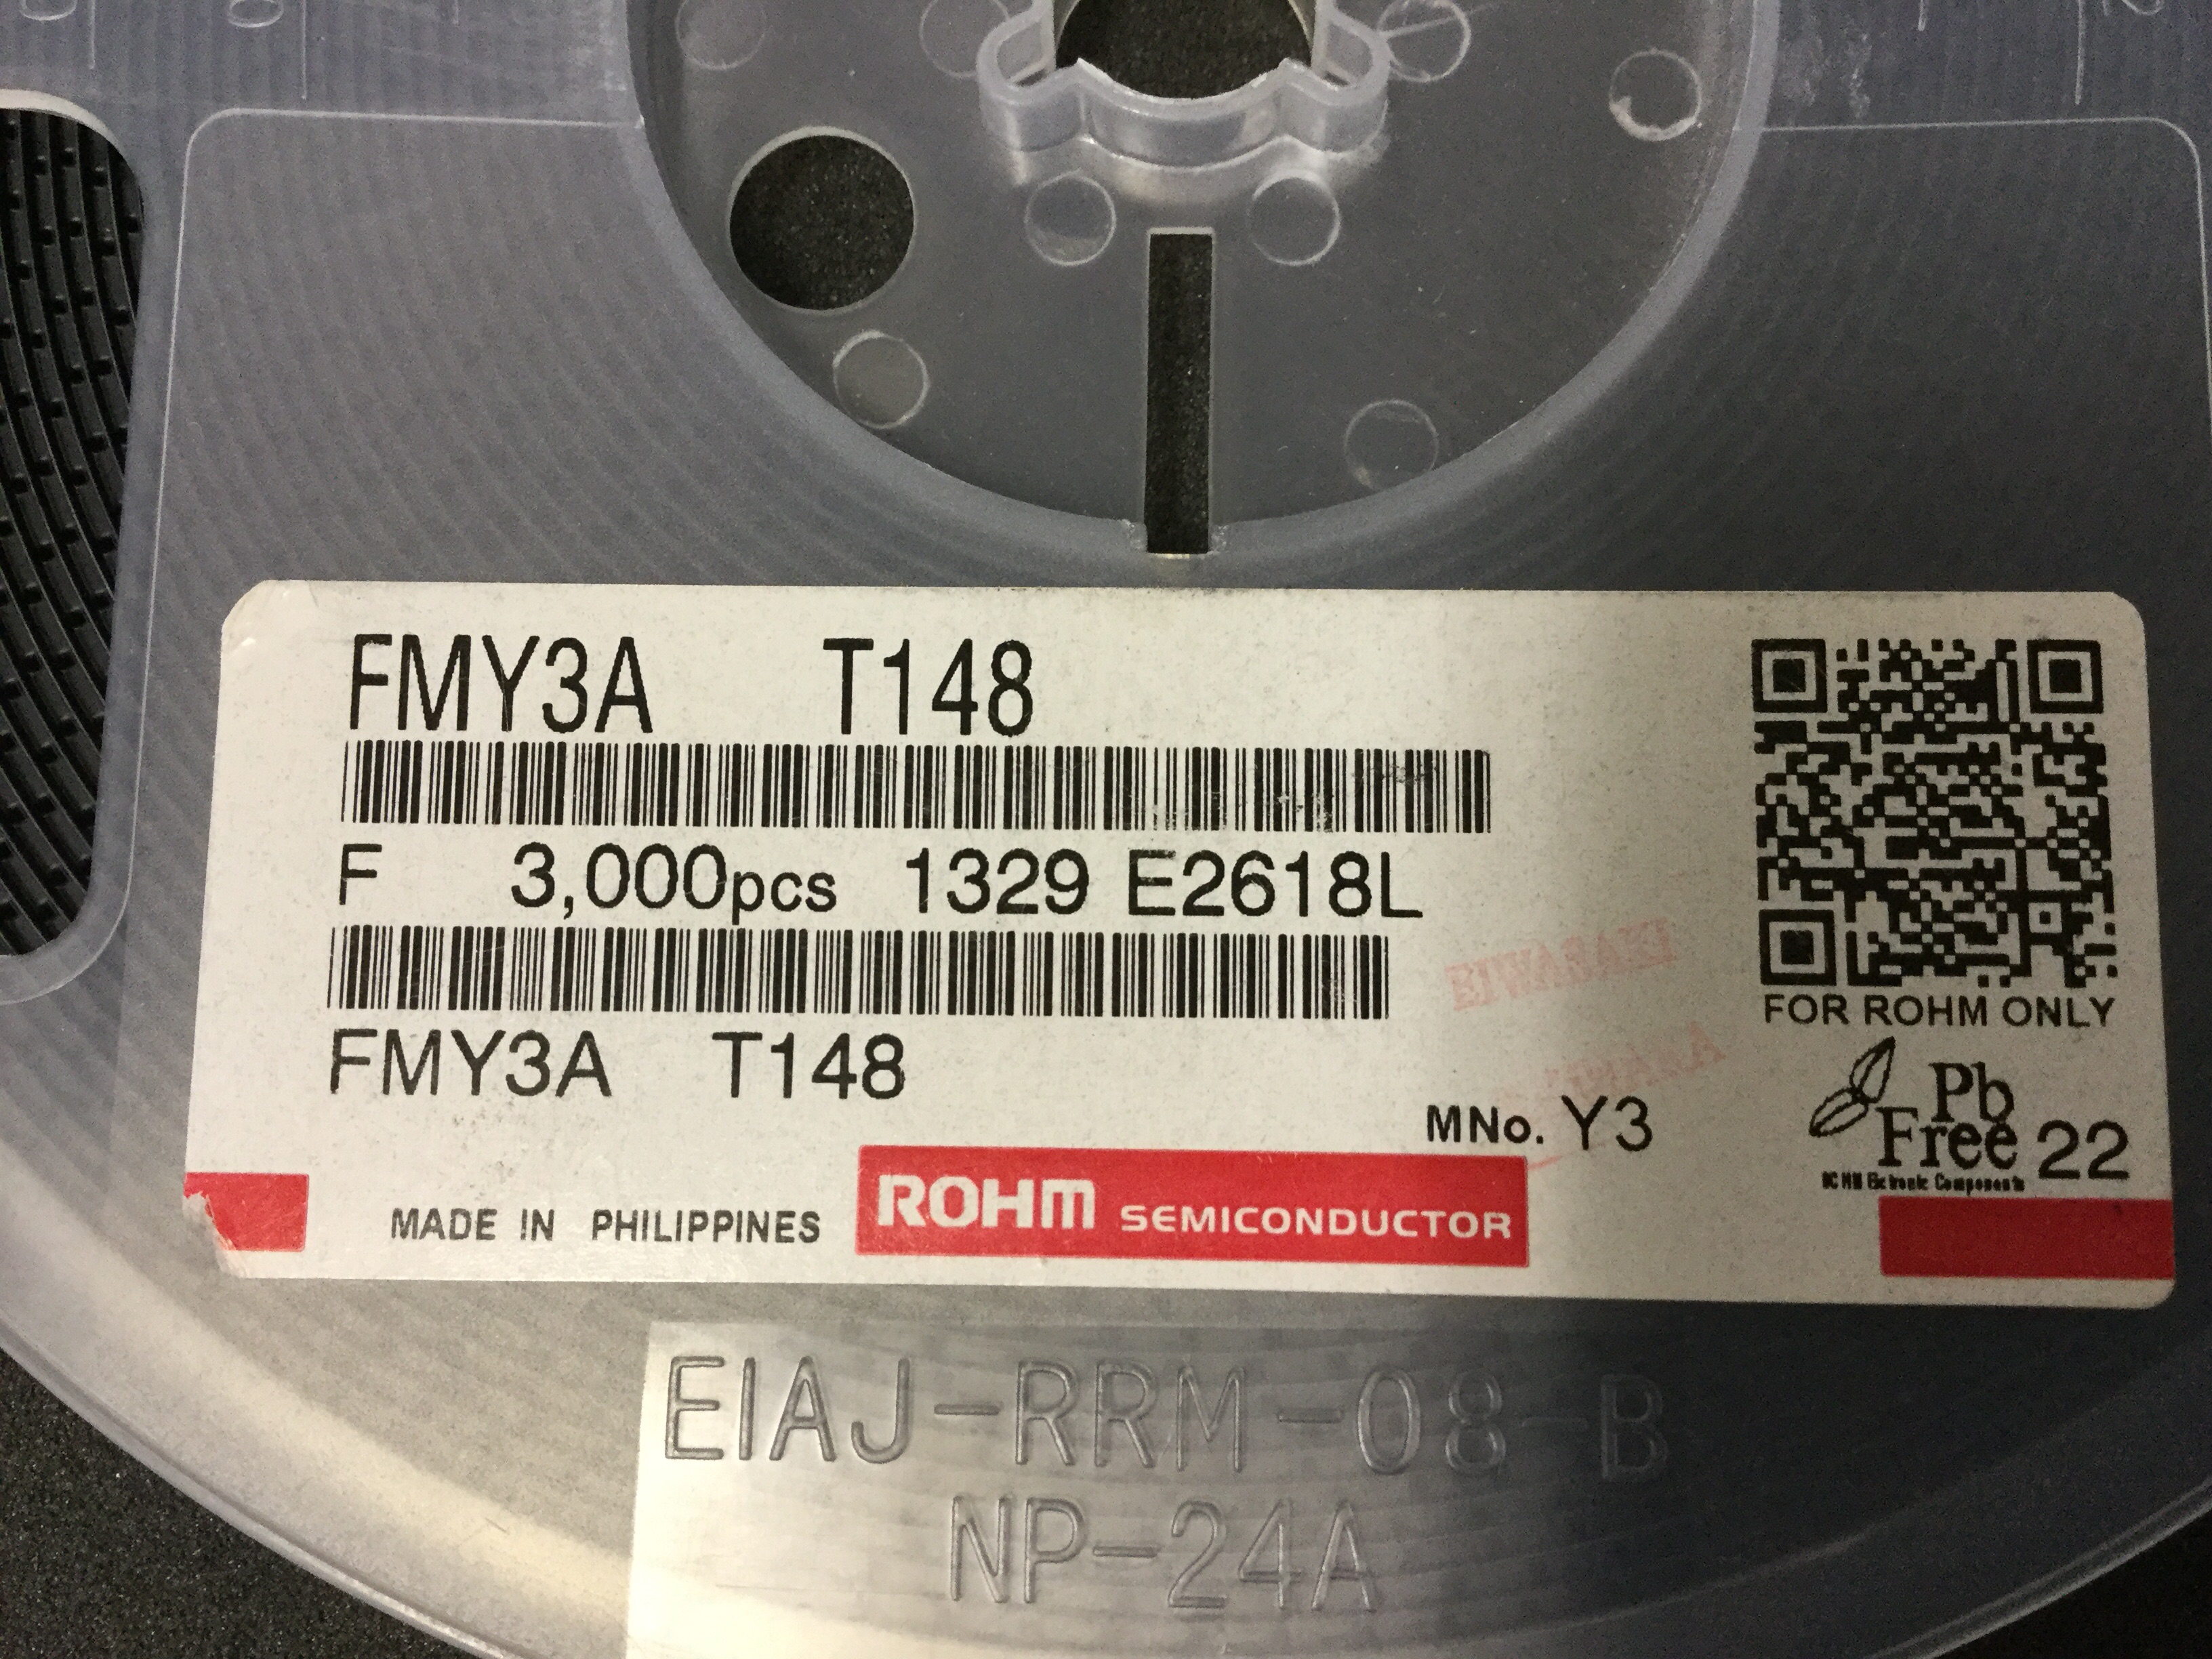 FMY3A T148
F 3,000pcs 1329 E2618L
FMY3A T148
FOR ROHM ONLY
MNo. Y3
Pb
Free 22
MADE IN PHILIPPINES
ROHM SEMICONDUCTOR
EIAJ-RRM-08-B
NP-24A